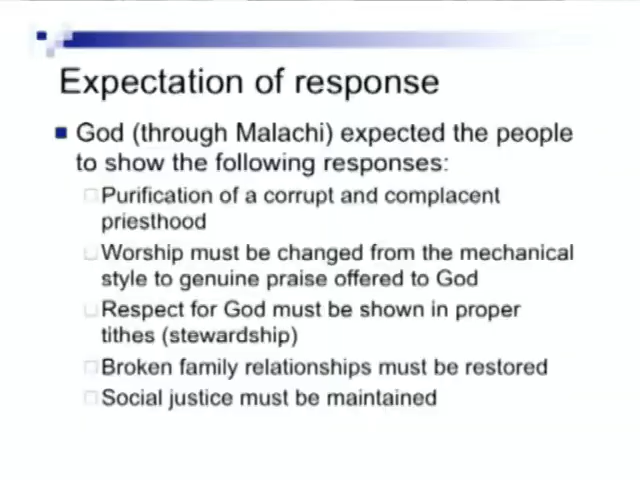 Expectation of response
God (through Malachi) expected the people
to show the following responses:
Purification of a corrupt and complacent
priesthood
Worship must be changed from the mechanical
style to genuine praise offered to God
Respect for God must be shown in proper
tithes (stewardship)
Broken family relationships must be restored
Social justice must be maintained